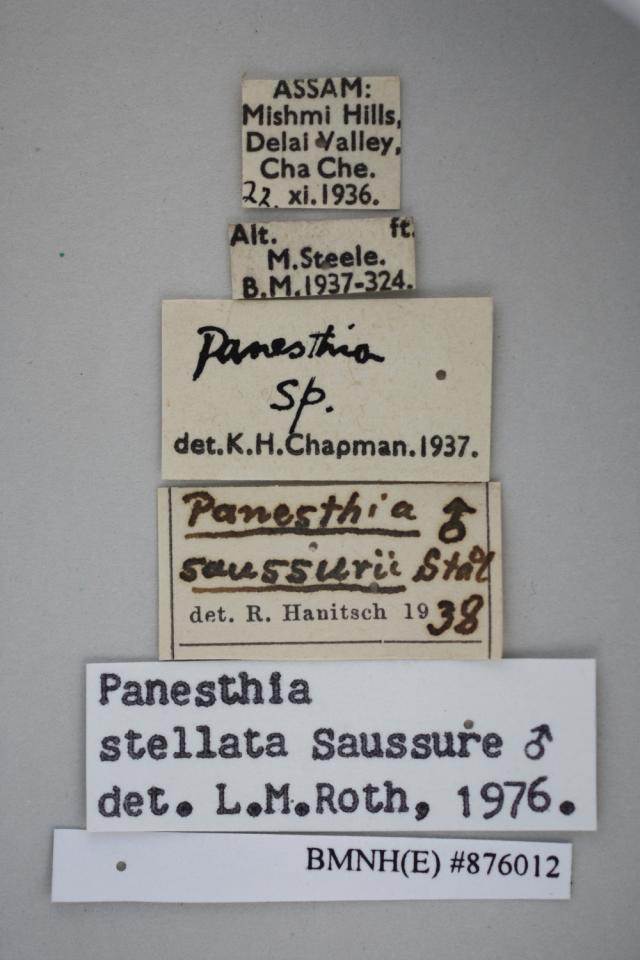 ASSAM:
Mishmi Hills,
Delai Valley,
Cha Che.
22. xi.1936.
Alt. ft.
M.Steele.
B.M.1937-324.
Panesthia
sp.
det.K.H.Chapman.1937.
Panesthia ♂
saussurii Stål
det. R. Hanitsch 1938
Panesthia
stellata Saussure ♂
det. L.M.Roth, 1976.
BMNH(E) #876012